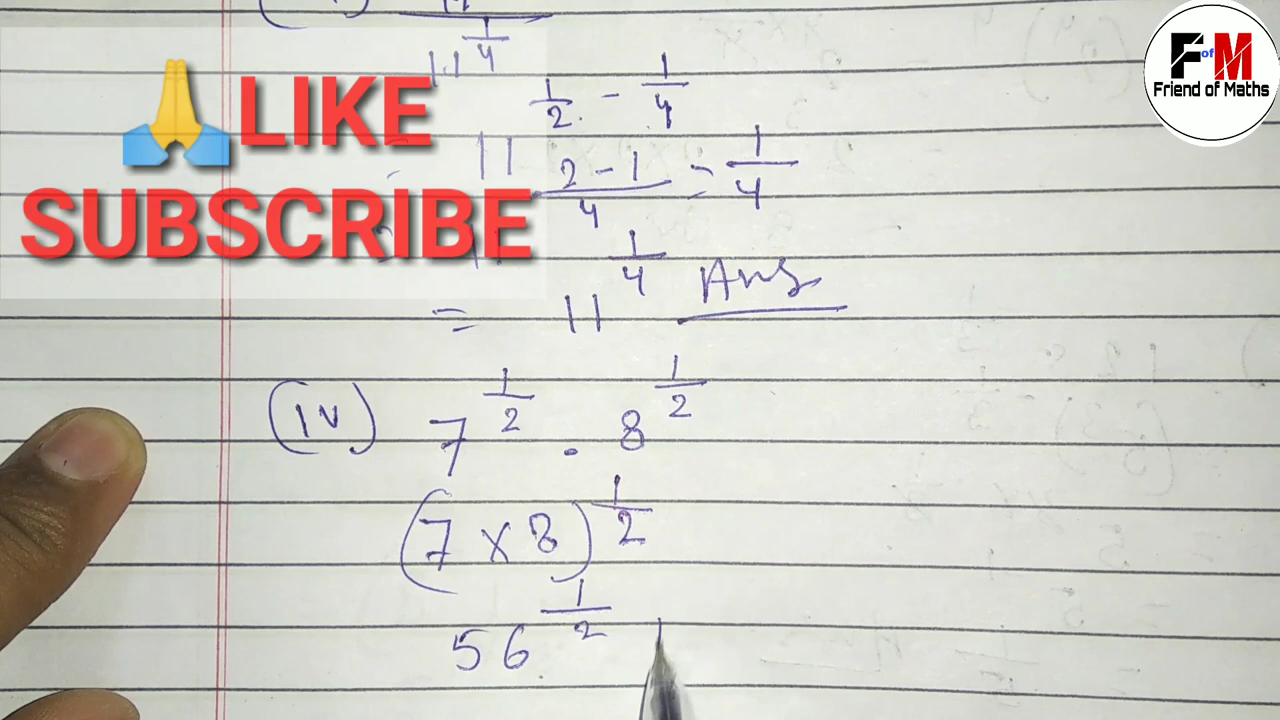 11^(1/4)
1/2 - 1/4
= 11
2-1/4 = 1/4
= 11^(1/4) Ans
(iv) 7^(1/2) . 8^(1/2)
(7 × 8)^(1/2)
56^(1/2)
🙏LIKE
SUBSCRIBE
F of M
Friend of Maths